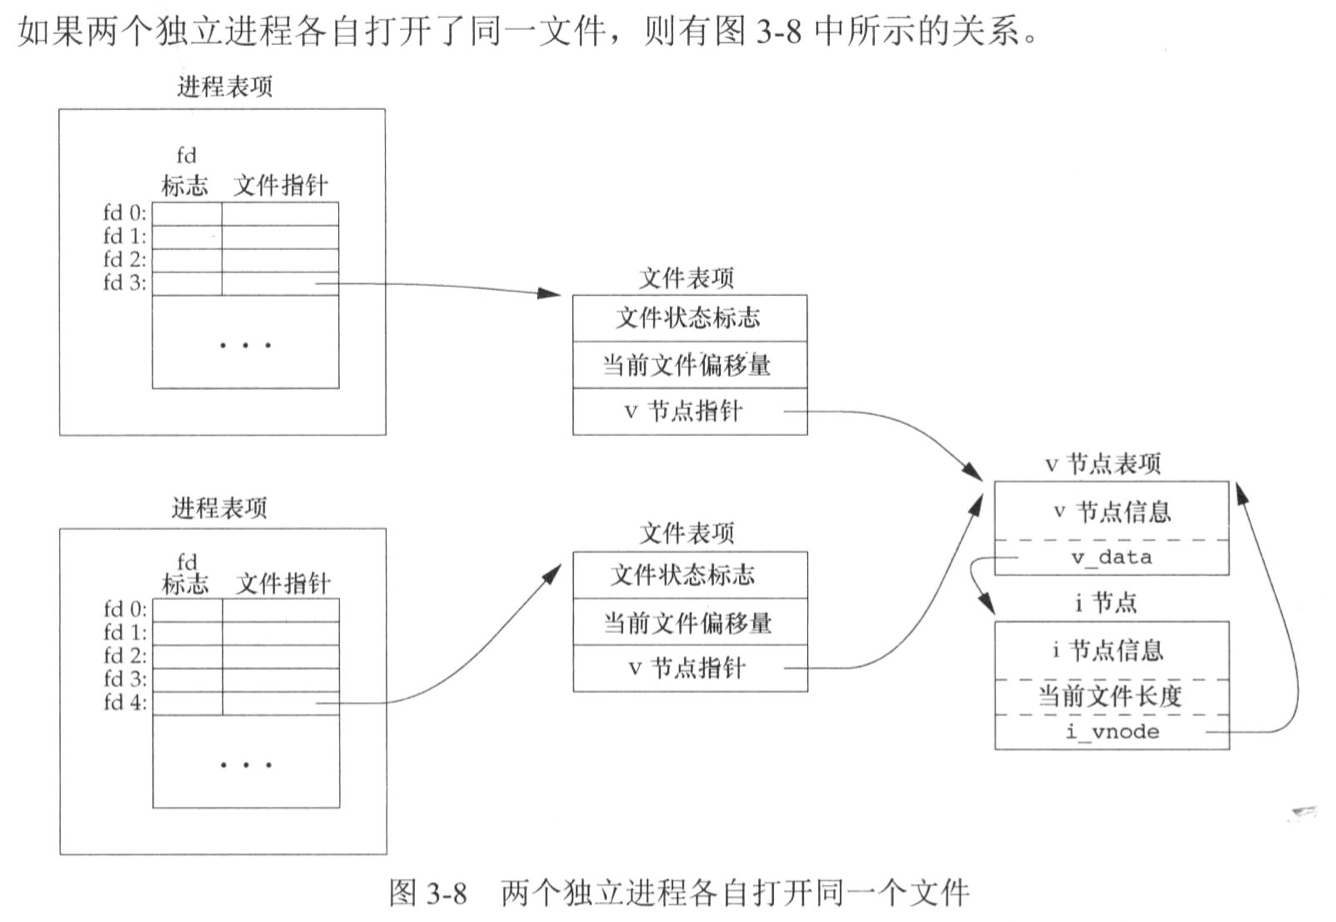 如果两个独立进程各自打开了同一文件，则有图 3-8 中所示的关系。
进程表项
fd
标志 文件指针
fd 0:
fd 1:
fd 2:
fd 3:
• • •
文件表项
文件状态标志
当前文件偏移量
v 节点指针
进程表项
fd
标志 文件指针
fd 0:
fd 1:
fd 2:
fd 3:
fd 4:
• • •
文件表项
文件状态标志
当前文件偏移量
v 节点指针
v 节点表项
v 节点信息
v_data
i 节点
i 节点信息
当前文件长度
i_vnode
图 3-8 两个独立进程各自打开同一个文件